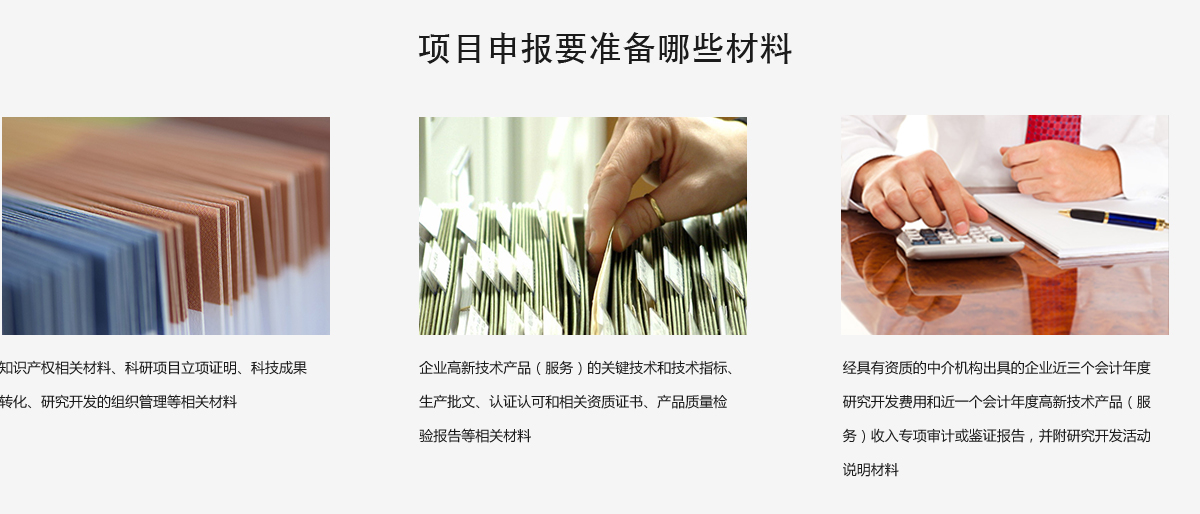 项目申报要准备哪些材料
知识产权相关材料、科研项目立项证明、科技成果
转化、研究开发的组织管理等相关材料
企业高新技术产品（服务）的关键技术和技术指标、
生产批文、认证认可和相关资质证书、产品质量检
验报告等相关材料
经具有资质的中介机构出具的企业近三个会计年度
研究开发费用和近一个会计年度高新技术产品（服
务）收入专项审计或鉴证报告，并附研究开发活动
说明材料